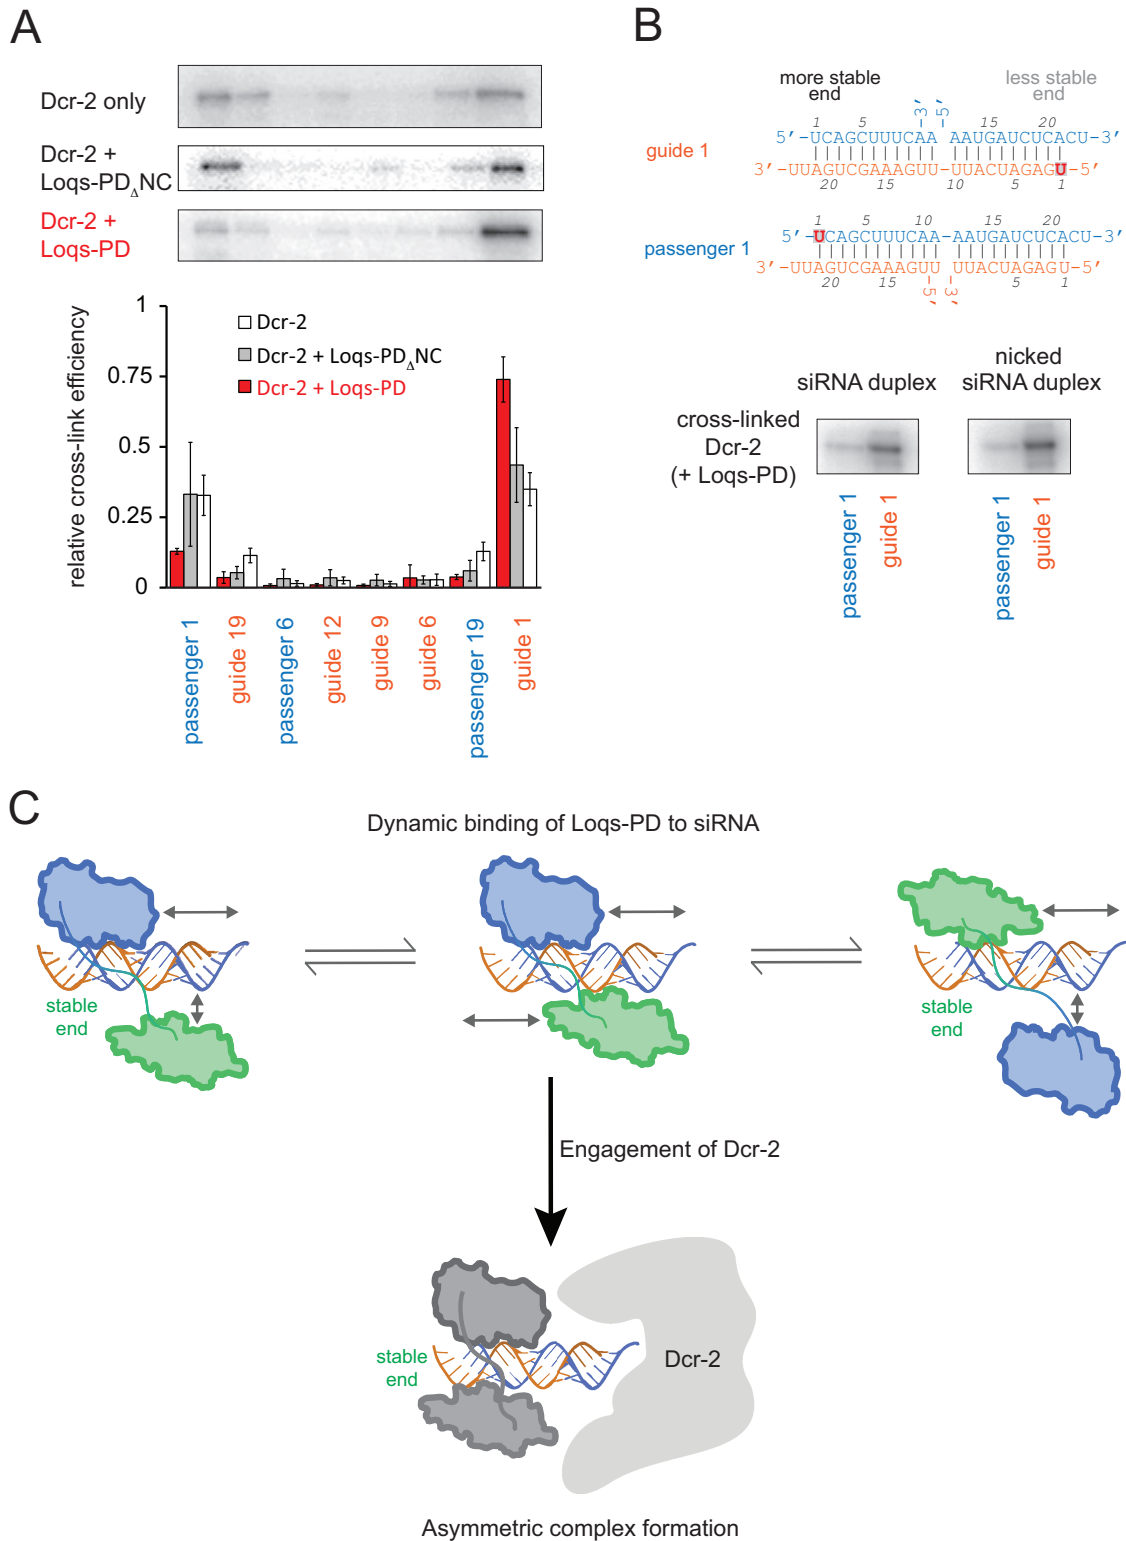 A
Dcr-2 only
Dcr-2 +
Loqs-PDΔNC
Dcr-2 +
Loqs-PD
relative cross-link efficiency
1
0.75
0.5
0.25
0
Dcr-2
Dcr-2 + Loqs-PDΔNC
Dcr-2 + Loqs-PD
passenger 1
guide 19
passenger 6
guide 12
guide 9
guide 6
passenger 19
guide 1
B
more stable
end
less stable
end
-3′ -5′
1 5 15 20
5′-UCAGCUUUCAA AAUGAUCUCACU-3′
guide 1
3′-UUAGUCGAAAGUU-UUACUAGAGU-5′
20 15 10 5 1
1 5 10 15 20
5′-UCAGCUUUCAA-AAUGAUCUCACU-3′
passenger 1
3′-UUAGUCGAAAGUU UUACUAGAGU-5′
20 15 5 1
-5′ -3′
siRNA duplex
nicked
siRNA duplex
cross-linked
Dcr-2
(+ Loqs-PD)
passenger 1
guide 1
passenger 1
guide 1
C
Dynamic binding of Loqs-PD to siRNA
stable
end
stable
end
Engagement of Dcr-2
stable
end
Dcr-2
Asymmetric complex formation